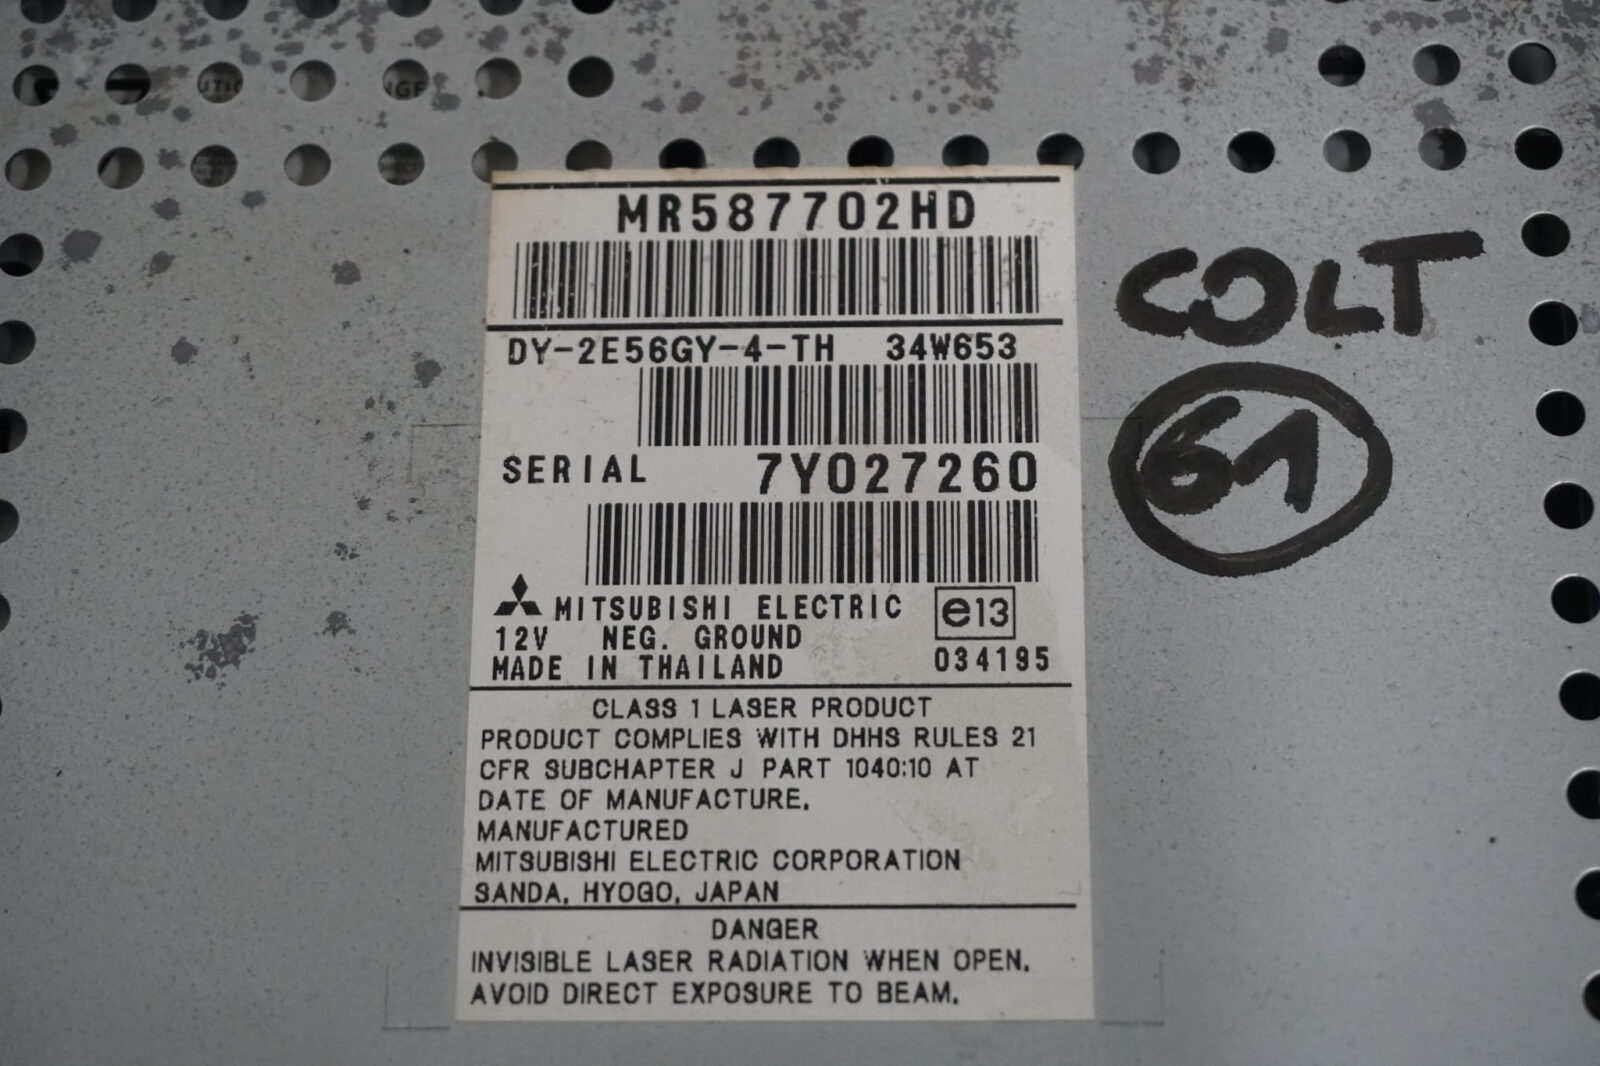 MR587702HD
DY-2E56GY-4-TH 34W653
SERIAL 7Y027260
MITSUBISHI ELECTRIC e13
12V NEG. GROUND
MADE IN THAILAND 034195
CLASS 1 LASER PRODUCT
PRODUCT COMPLIES WITH DHHS RULES 21
CFR SUBCHAPTER J PART 1040:10 AT
DATE OF MANUFACTURE.
MANUFACTURED
MITSUBISHI ELECTRIC CORPORATION
SANDA, HYOGO, JAPAN
DANGER
INVISIBLE LASER RADIATION WHEN OPEN.
AVOID DIRECT EXPOSURE TO BEAM.
COLT
61